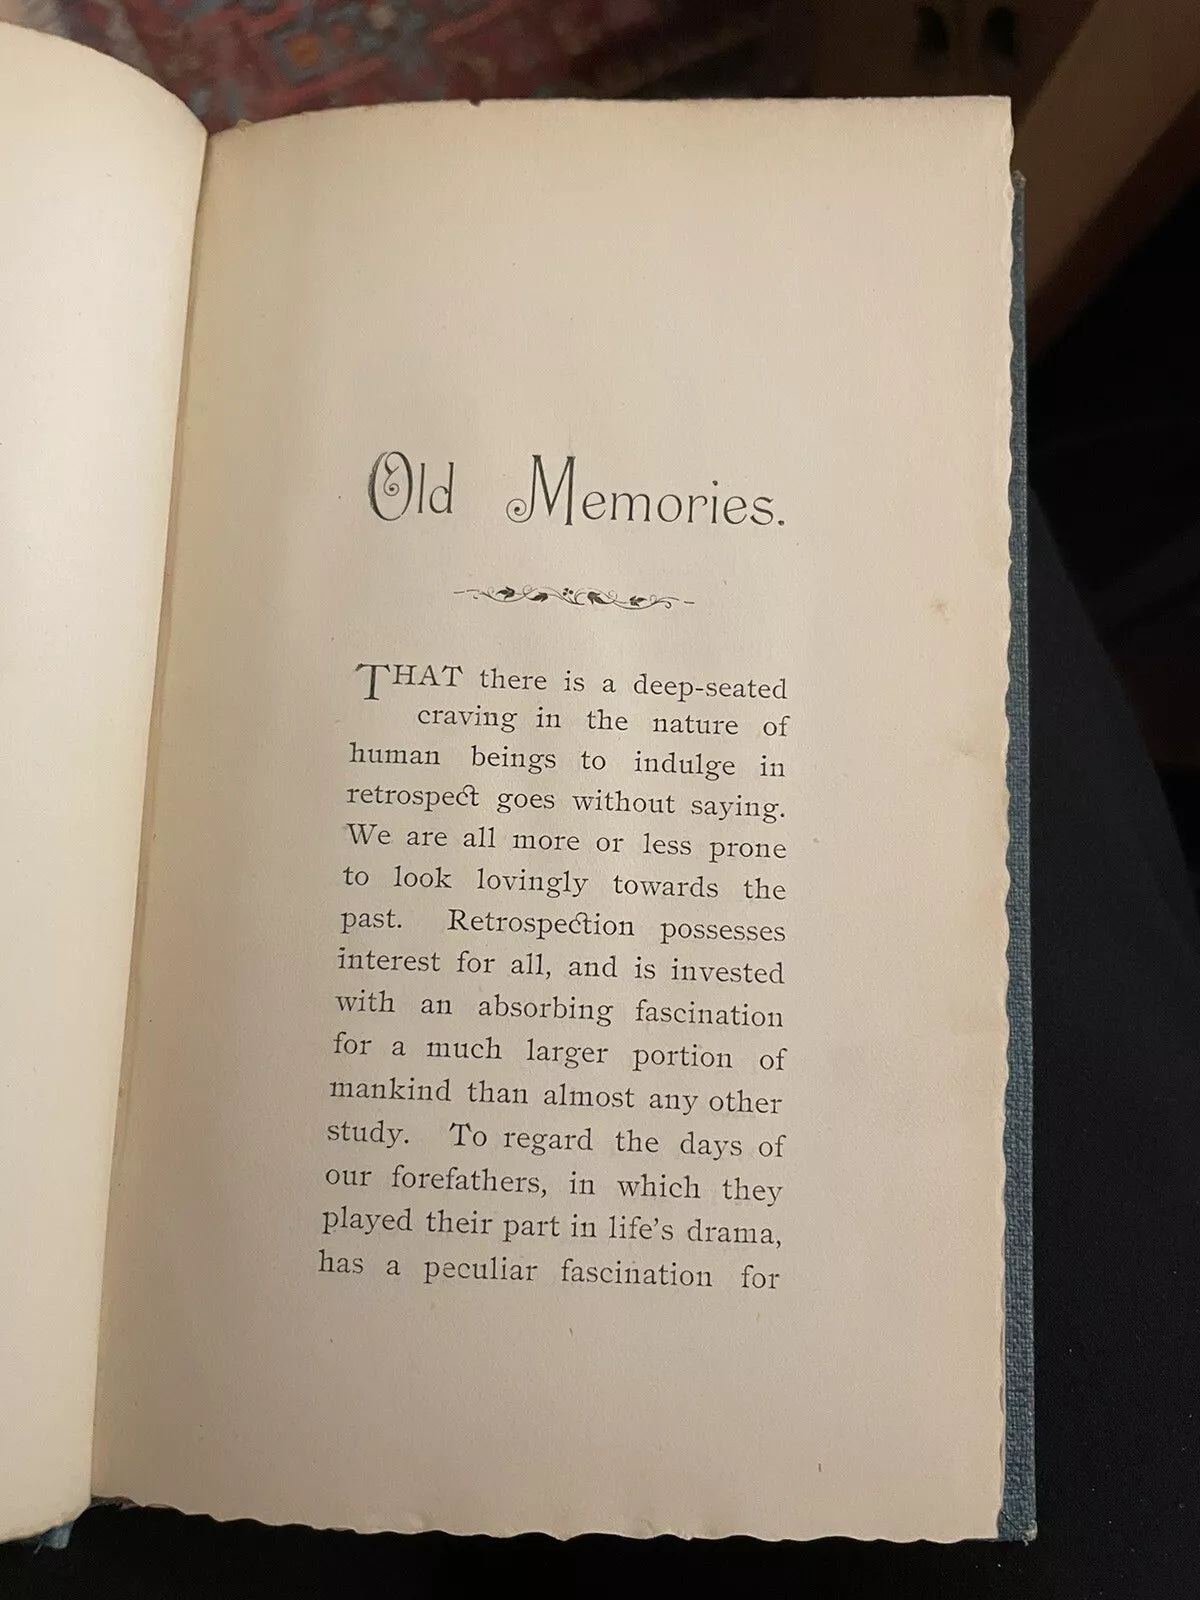 Old Memories.
THAT there is a deep-seated
craving in the nature of
human beings to indulge in
retrospect goes without saying.
We are all more or less prone
to look lovingly towards the
past. Retrospection possesses
interest for all, and is invested
with an absorbing fascination
for a much larger portion of
mankind than almost any other
study. To regard the days of
our forefathers, in which they
played their part in life's drama,
has a peculiar fascination for